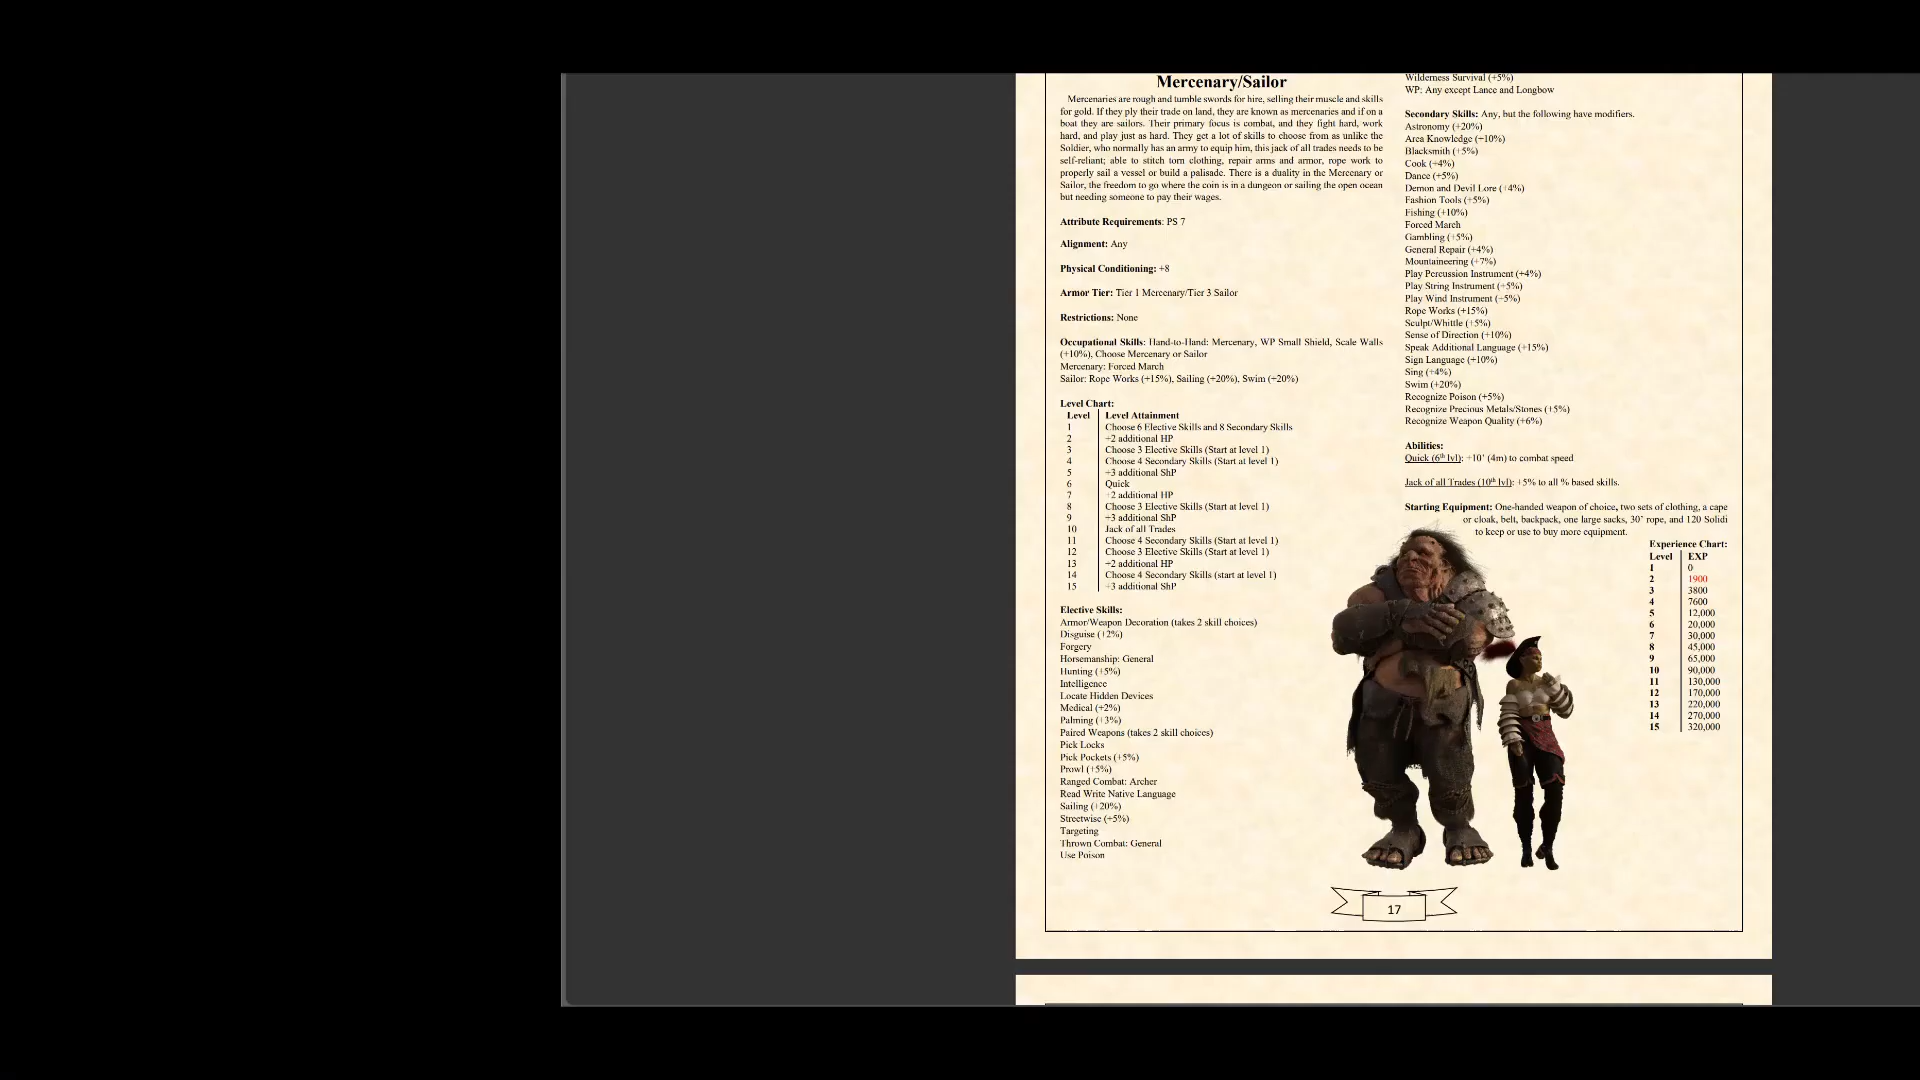 Mercenary/Sailor
Mercenaries are rough and tumble swords for hire, selling their muscle and skills
for gold. If they ply their trade on land, they are known as mercenaries and if on a
boat they are sailors. Their primary focus is combat, and they fight hard, work
hard, and play just as hard. They get a lot of skills to choose from as unlike the
Soldier, who normally has an army to equip him, this jack of all trades needs to be
self-reliant; able to stitch torn clothing, repair arms and armor, rope work to
properly sail a vessel or build a palisade. There is a duality in the Mercenary or
Sailor, the freedom to go where the coin is in a dungeon or sailing the open ocean
but needing someone to pay their wages.
Attribute Requirements: PS 7
Alignment: Any
Physical Conditioning: +8
Armor Tier: Tier 1 Mercenary/Tier 3 Sailor
Restrictions: None
Occupational Skills: Hand-to-Hand: Mercenary, WP Small Shield, Scale Walls
(+10%), Choose Mercenary or Sailor
Mercenary: Forced March
Sailor: Rope Works (+15%), Sailing (+20%), Swim (+20%)
Level Chart:
Level Level Attainment
1 Choose 6 Elective Skills and 8 Secondary Skills
2 +2 additional HP
3 Choose 3 Elective Skills (Start at level 1)
4 Choose 4 Secondary Skills (Start at level 1)
5 +3 additional ShP
6 Quick
7 +2 additional HP
8 Choose 3 Elective Skills (Start at level 1)
9 +3 additional ShP
10 Jack of all Trades
11 Choose 4 Secondary Skills (Start at level 1)
12 Choose 3 Elective Skills (Start at level 1)
13 +2 additional HP
14 Choose 4 Secondary Skills (start at level 1)
15 +3 additional ShP
Elective Skills:
Armor/Weapon Decoration (takes 2 skill choices)
Disguise (+2%)
Forgery
Horsemanship: General
Hunting (+5%)
Intelligence
Locate Hidden Devices
Medical (+2%)
Palming (+3%)
Paired Weapons (takes 2 skill choices)
Pick Locks
Pick Pockets (+5%)
Prowl (+5%)
Ranged Combat: Archer
Read Write Native Language
Sailing (+20%)
Streetwise (+5%)
Targeting
Thrown Combat: General
Use Poison
Wilderness Survival (+5%)
WP: Any except Lance and Longbow
Secondary Skills: Any, but the following have modifiers.
Astronomy (+20%)
Area Knowledge (+10%)
Blacksmith (+5%)
Cook (+4%)
Dance (+5%)
Demon and Devil Lore (+4%)
Fashion Tools (+5%)
Fishing (+10%)
Forced March
Gambling (+5%)
General Repair (+4%)
Mountaineering (+7%)
Play Percussion Instrument (+4%)
Play String Instrument (+5%)
Play Wind Instrument (+5%)
Rope Works (+15%)
Sculpt/Whittle (+5%)
Sense of Direction (+10%)
Speak Additional Language (+15%)
Sign Language (+10%)
Sing (+4%)
Swim (+20%)
Recognize Poison (+5%)
Recognize Precious Metals/Stones (+5%)
Recognize Weapon Quality (+6%)
Abilities:
Quick (6th lvl): +10’ (4m) to combat speed
Jack of all Trades (10th lvl): +5% to all % based skills.
Starting Equipment: One-handed weapon of choice, two sets of clothing, a cape
or cloak, belt, backpack, one large sacks, 30’ rope, and 120 Solidi
to keep or use to buy more equipment.
Experience Chart:
Level EXP
1 0
2 1900
3 3800
4 7600
5 12,000
6 20,000
7 30,000
8 45,000
9 65,000
10 90,000
11 130,000
12 170,000
13 220,000
14 270,000
15 320,000
17